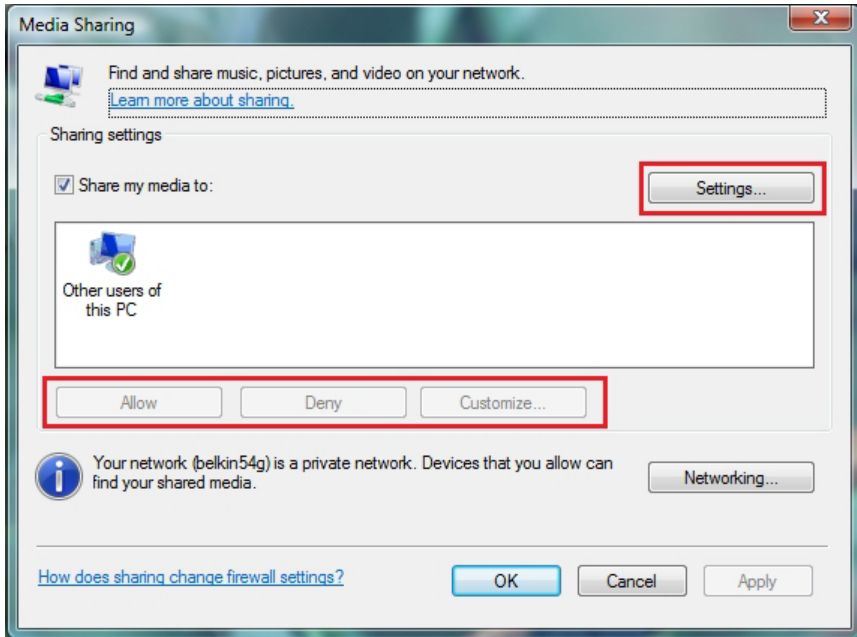 Media Sharing
Find and share music, pictures, and video on your network.
Learn more about sharing.
Sharing settings
Share my media to:
Settings...
Other users of
this PC
Allow
Deny
Customize...
Your network (belkin54g) is a private network. Devices that you allow can
find your shared media.
Networking...
How does sharing change firewall settings?
OK
Cancel
Apply